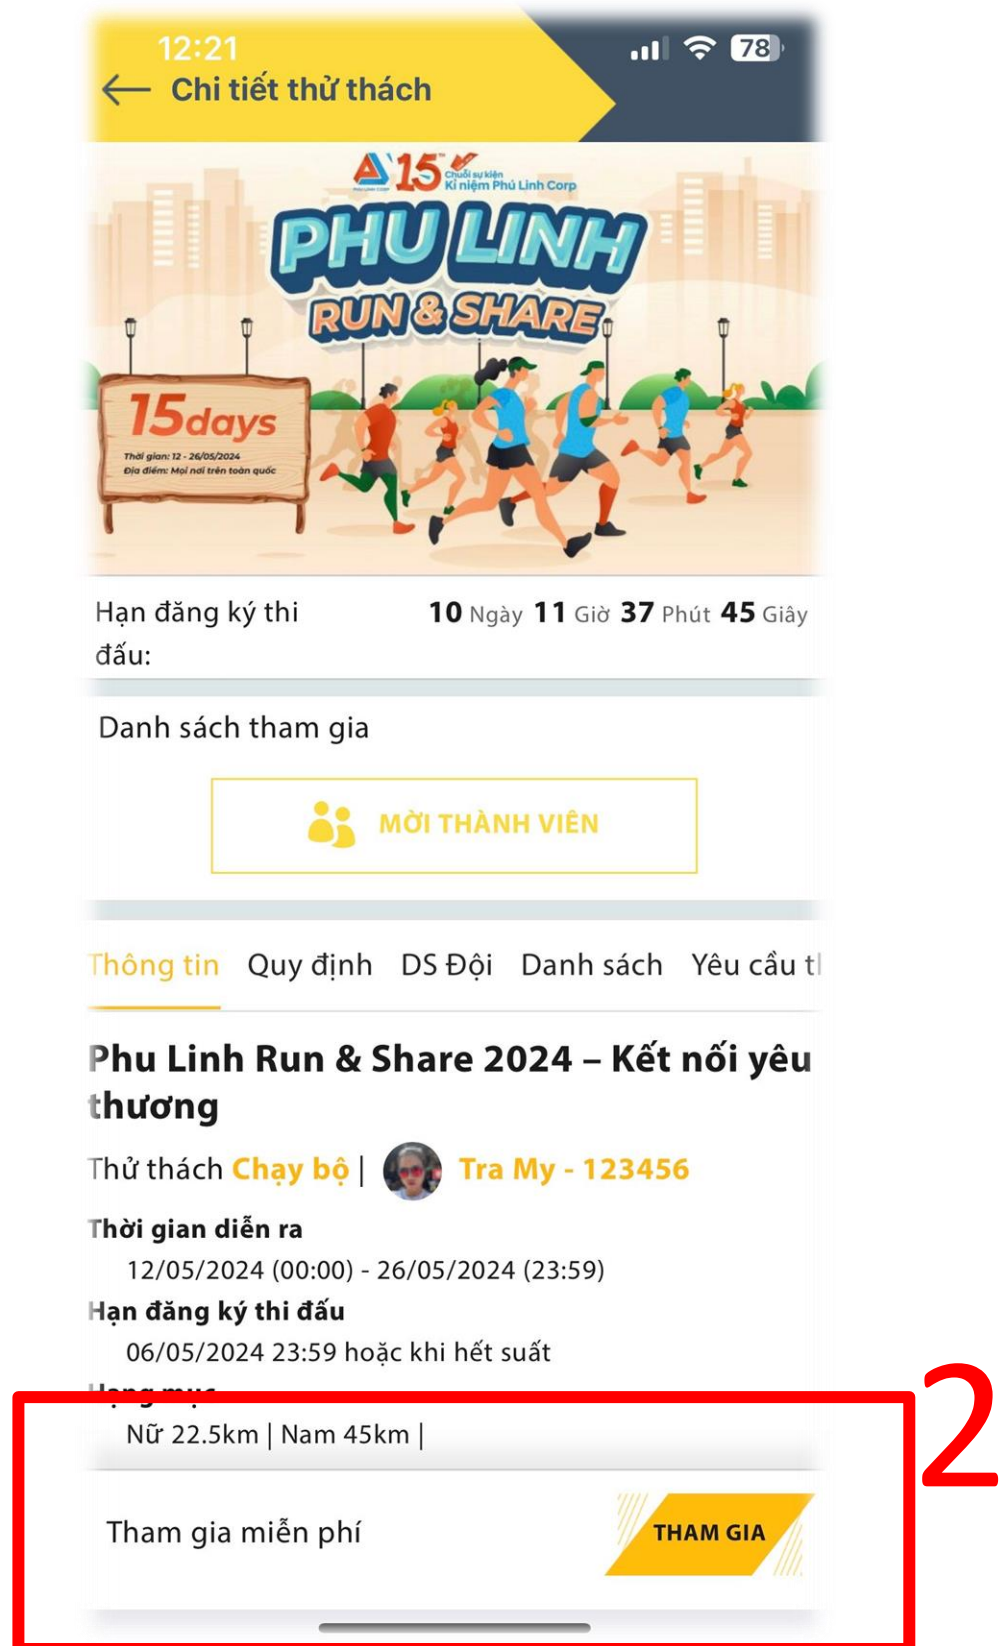 12:21
78
Chi tiết thử thách
15
Chuỗi sự kiện
Kỉ niệm Phú Linh Corp
PHU LINH CORP
PHU LINH
RUN & SHARE
15days
Thời gian: 12 - 26/05/2024
Địa điểm: Mọi nơi trên toàn quốc
Hạn đăng ký thi đấu:
10 Ngày 11 Giờ 37 Phút 45 Giây
Danh sách tham gia
MỜI THÀNH VIÊN
Thông tin Quy định DS Đội Danh sách Yêu cầu
Phu Linh Run & Share 2024 – Kết nối yêu
thương
Thử thách Chạy bộ | Tra My - 123456
Thời gian diễn ra
12/05/2024 (00:00) - 26/05/2024 (23:59)
Hạn đăng ký thi đấu
06/05/2024 23:59 hoặc khi hết suất
Hạng mục
Nữ 22.5km | Nam 45km |
2
Tham gia miễn phí
THAM GIA